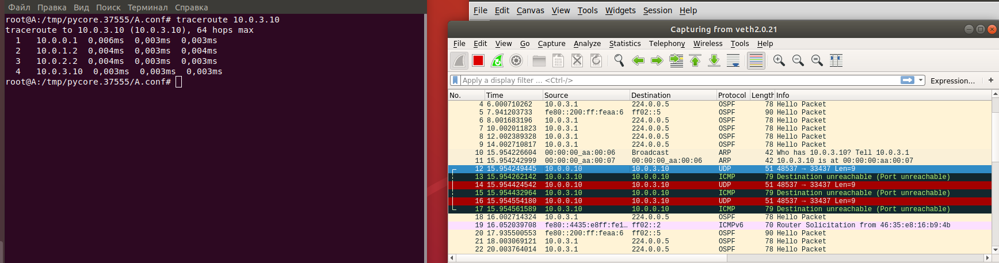 Файл Правка Вид Поиск Терминал Справка
root@A:/tmp/pycore.37555/A.conf# traceroute 10.0.3.10
traceroute to 10.0.3.10 (10.0.3.10), 64 hops max
1 10.0.0.1 0,006ms 0,003ms 0,003ms
2 10.0.1.2 0,004ms 0,003ms 0,004ms
3 10.0.2.2 0,004ms 0,003ms 0,003ms
4 10.0.3.10 0,003ms 0,003ms 0,003ms
root@A:/tmp/pycore.37555/A.conf#
File Edit Canvas View Tools Widgets Session Help
Capturing from veth2.0.21
File Edit View Go Capture Analyze Statistics Telephony Wireless Tools Help
Apply a display filter ... <Ctrl-/> Expression... +
No. Time Source Destination Protocol Length Info
4 6.000710262 10.0.3.1 224.0.0.5 OSPF 78 Hello Packet
5 7.941203733 fe80::200:ff:feaa:6 ff02::5 OSPF 90 Hello Packet
6 8.001683196 10.0.3.1 224.0.0.5 OSPF 78 Hello Packet
7 10.002011823 10.0.3.1 224.0.0.5 OSPF 78 Hello Packet
8 12.002389328 10.0.3.1 224.0.0.5 OSPF 78 Hello Packet
9 14.002710817 10.0.3.1 224.0.0.5 OSPF 78 Hello Packet
10 15.954226604 00:00:00_aa:00:06 Broadcast ARP 42 Who has 10.0.3.10? Tell 10.0.3.1
11 15.954242999 00:00:00_aa:00:07 00:00:00_aa:00:06 ARP 42 10.0.3.10 is at 00:00:00:aa:00:07
12 15.954249445 10.0.0.10 10.0.3.10 UDP 51 48537 → 33437 Len=9
13 15.954262142 10.0.3.10 10.0.0.10 ICMP 79 Destination unreachable (Port unreachable)
14 15.954424542 10.0.0.10 10.0.3.10 UDP 51 48537 → 33437 Len=9
15 15.954432964 10.0.3.10 10.0.0.10 ICMP 79 Destination unreachable (Port unreachable)
16 15.954554180 10.0.0.10 10.0.3.10 UDP 51 48537 → 33437 Len=9
17 15.954561589 10.0.3.10 10.0.0.10 ICMP 79 Destination unreachable (Port unreachable)
18 16.002714324 10.0.3.1 224.0.0.5 OSPF 78 Hello Packet
19 16.052039708 fe80::4435:e8ff:fe1… ff02::2 ICMPv6 70 Router Solicitation from 46:35:e8:16:b9:4b
20 17.935500553 fe80::200:ff:feaa:6 ff02::5 OSPF 90 Hello Packet
21 18.003069121 10.0.3.1 224.0.0.5 OSPF 78 Hello Packet
22 20.003764014 10.0.3.1 224.0.0.5 OSPF 78 Hello Packet